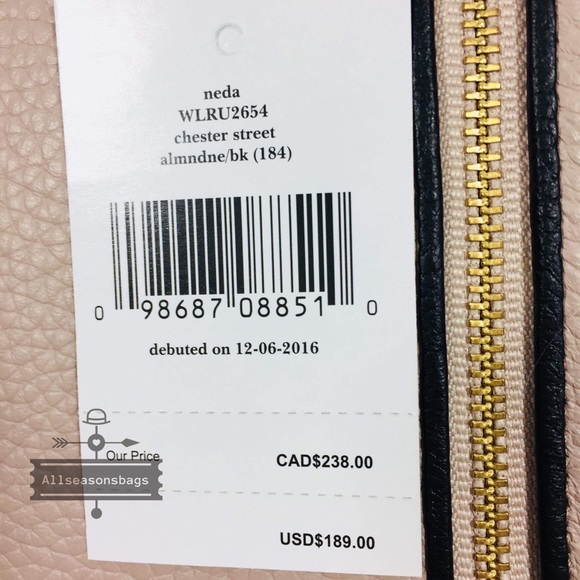 neda
WLRU2654
chester street
almndne/bk (184)
0 98687 08851 0
debuted on 12-06-2016
Our Price
CAD$238.00
Allseasonsbags
USD$189.00